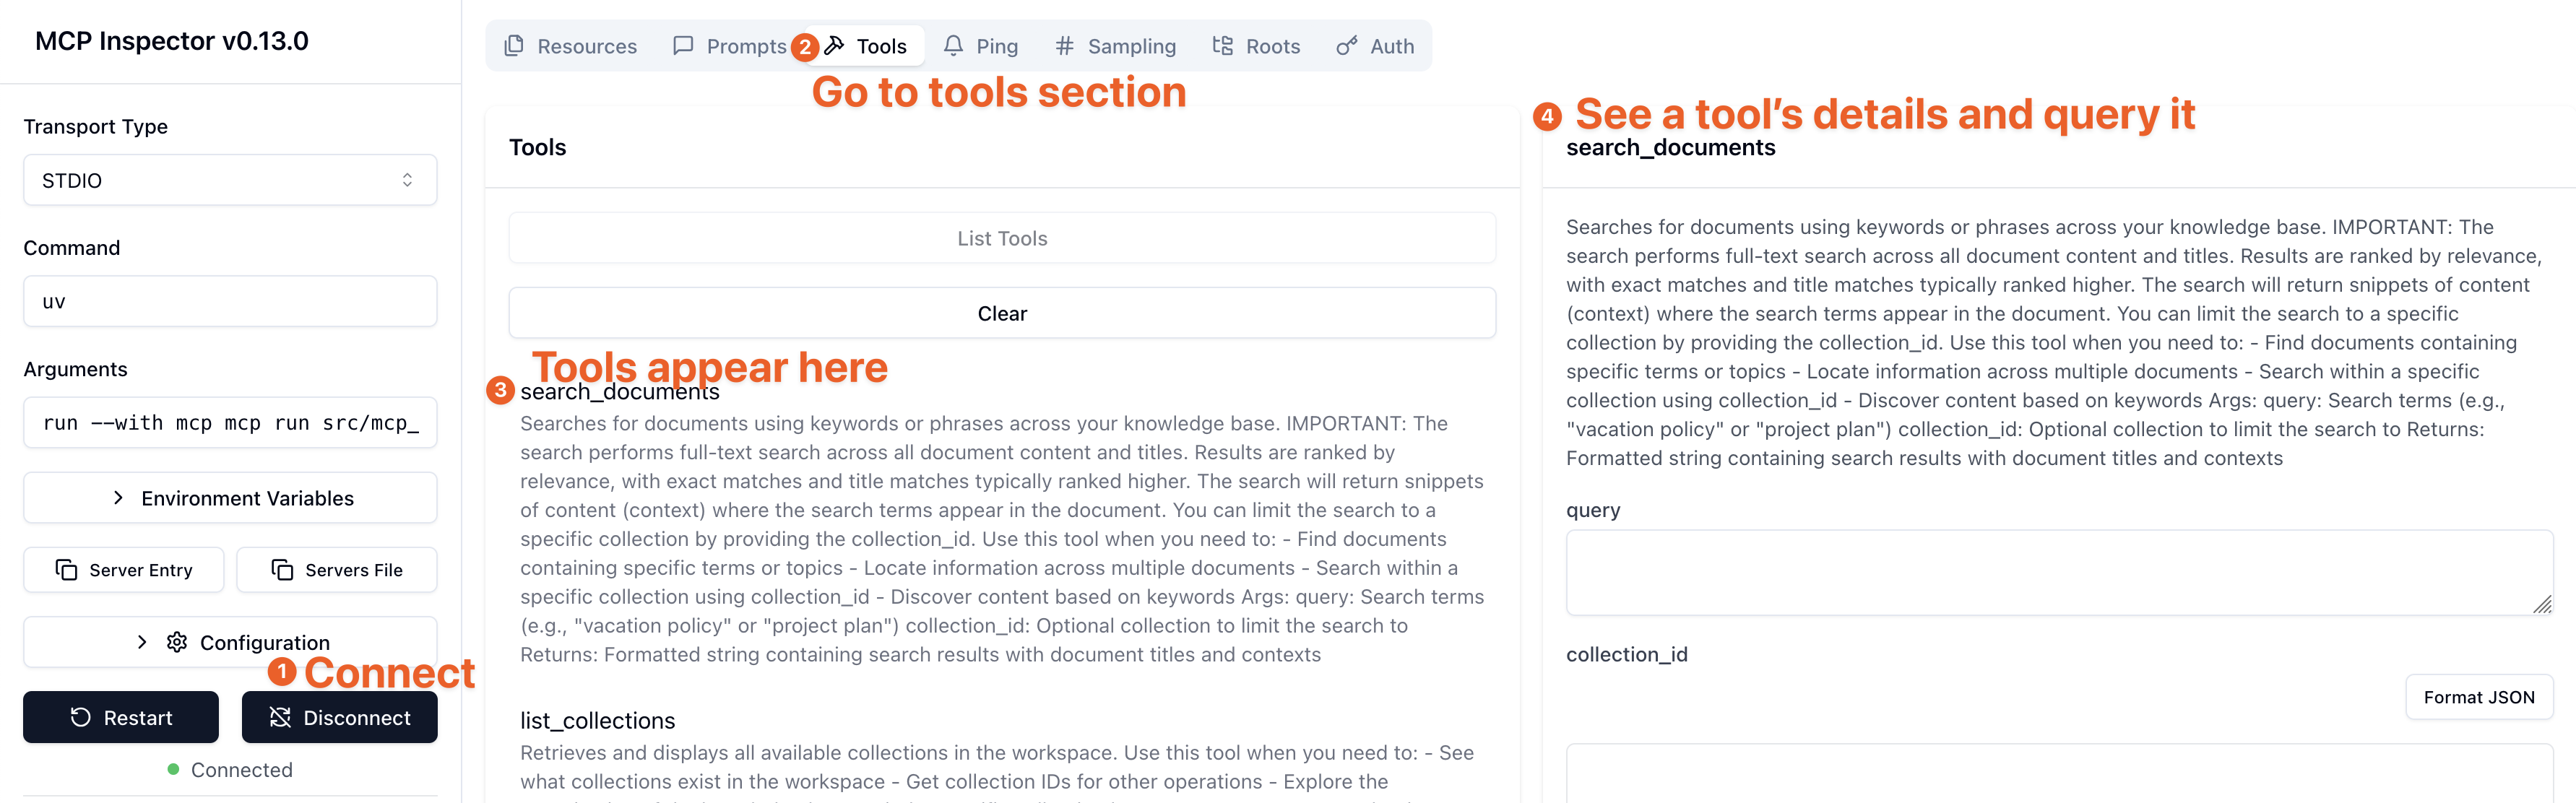 MCP Inspector v0.13.0
Transport Type
STDIO
Command
uv
Arguments
run --with mcp mcp run src/mcp_
Environment Variables
Server Entry
Servers File
Configuration
1 Connect
Restart
Disconnect
Connected
Resources
Prompts
2 Tools
Ping
Sampling
Roots
Auth
Go to tools section
Tools
List Tools
Clear
Tools appear here
3 search_documents
Searches for documents using keywords or phrases across your knowledge base. IMPORTANT: The
search performs full-text search across all document content and titles. Results are ranked by
relevance, with exact matches and title matches typically ranked higher. The search will return snippets
of content (context) where the search terms appear in the document. You can limit the search to a
specific collection by providing the collection_id. Use this tool when you need to: - Find documents
containing specific terms or topics - Locate information across multiple documents - Search within a
specific collection using collection_id - Discover content based on keywords Args: query: Search terms
(e.g., "vacation policy" or "project plan") collection_id: Optional collection to limit the search to
Returns: Formatted string containing search results with document titles and contexts
list_collections
Retrieves and displays all available collections in the workspace. Use this tool when you need to: - See
what collections exist in the workspace - Get collection IDs for other operations - Explore the
4 See a tool's details and query it
search_documents
Searches for documents using keywords or phrases across your knowledge base. IMPORTANT: The
search performs full-text search across all document content and titles. Results are ranked by relevance,
with exact matches and title matches typically ranked higher. The search will return snippets of content
(context) where the search terms appear in the document. You can limit the search to a specific
collection by providing the collection_id. Use this tool when you need to: - Find documents containing
specific terms or topics - Locate information across multiple documents - Search within a specific
collection using collection_id - Discover content based on keywords Args: query: Search terms (e.g.,
"vacation policy" or "project plan") collection_id: Optional collection to limit the search to Returns:
Formatted string containing search results with document titles and contexts
query
collection_id
Format JSON